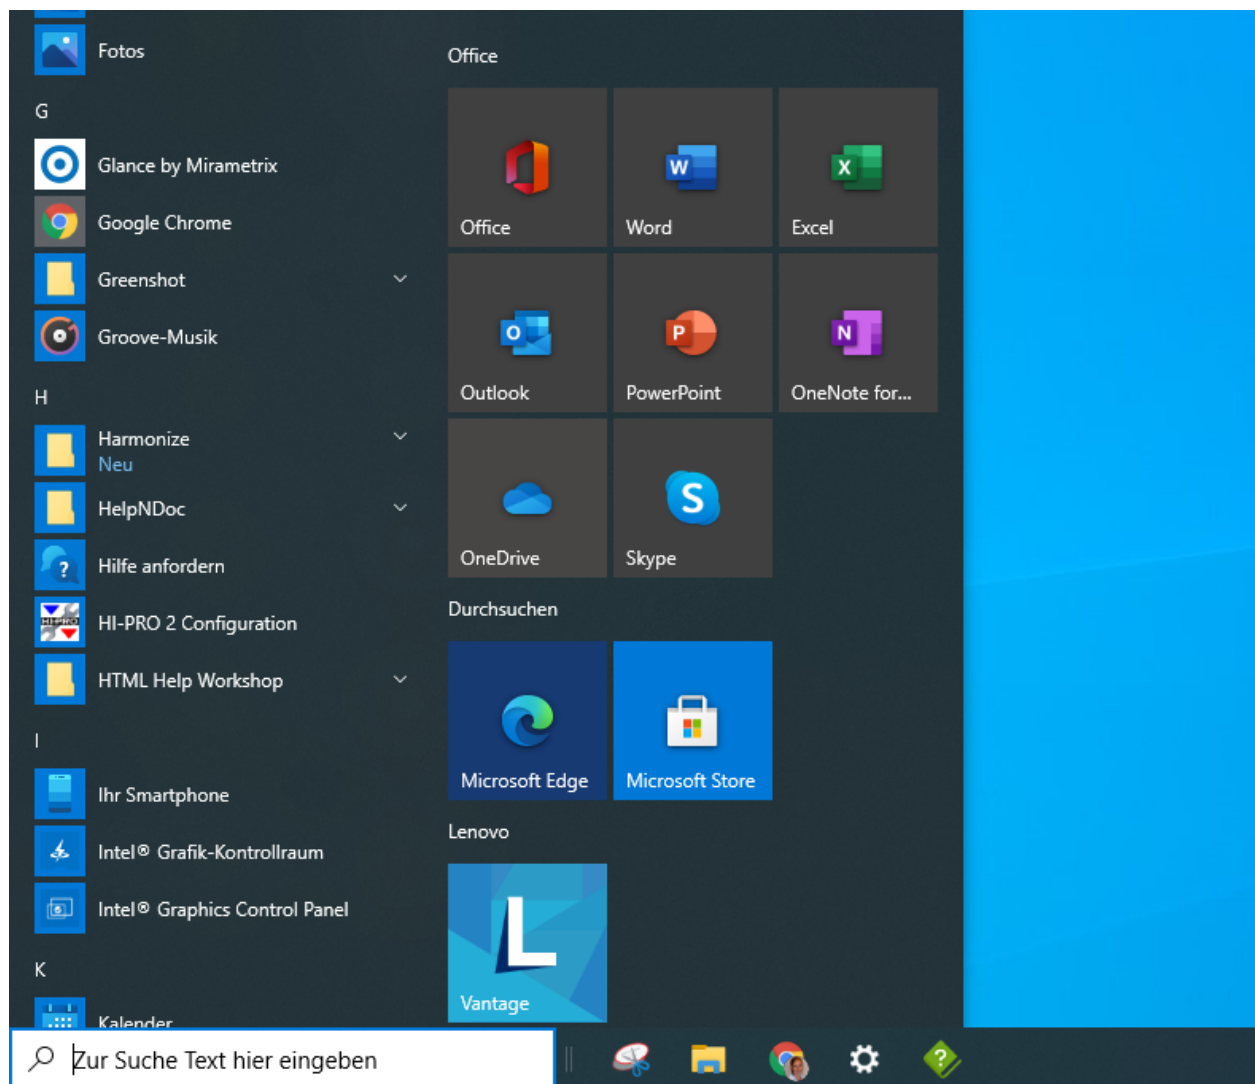 Fotos
G
Glance by Mirametrix
Google Chrome
Greenshot
Groove-Musik
H
Harmonize
Neu
HelpNDoc
Hilfe anfordern
HI-PRO
HI-PRO 2 Configuration
HTML Help Workshop
I
Ihr Smartphone
Intel® Grafik-Kontrollraum
Intel® Graphics Control Panel
K
Kalender
Office
Office
Word
Excel
Outlook
PowerPoint
OneNote for...
OneDrive
Skype
Durchsuchen
Microsoft Edge
Microsoft Store
Lenovo
Vantage
Zur Suche Text hier eingeben